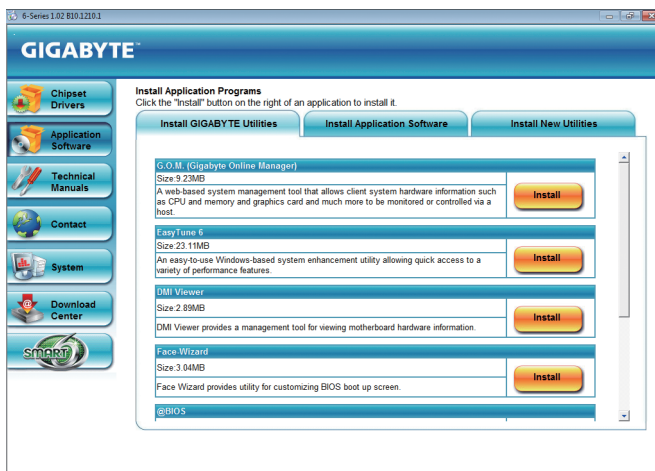 6-Series 1.02 B10.1210.1
GIGABYTE™
Chipset
Drivers
Application
Software
Technical
Manuals
Contact
System
Download
Center
SMART 6
Install Application Programs
Click the "Install" button on the right of an application to install it.
Install GIGABYTE Utilities
Install Application Software
Install New Utilities
G.O.M. (Gigabyte Online Manager)
Size:9.23MB
A web-based system management tool that allows client system hardware information such
as CPU and memory and graphics card and much more to be monitored or controlled via a
host.
Install
EasyTune 6
Size:23.11MB
An easy-to-use Windows-based system enhancement utility allowing quick access to a
variety of performance features.
Install
DMI Viewer
Size:2.89MB
DMI Viewer provides a management tool for viewing motherboard hardware information.
Install
Face-Wizard
Size:3.04MB
Face Wizard provides utility for customizing BIOS boot up screen.
Install
@BIOS